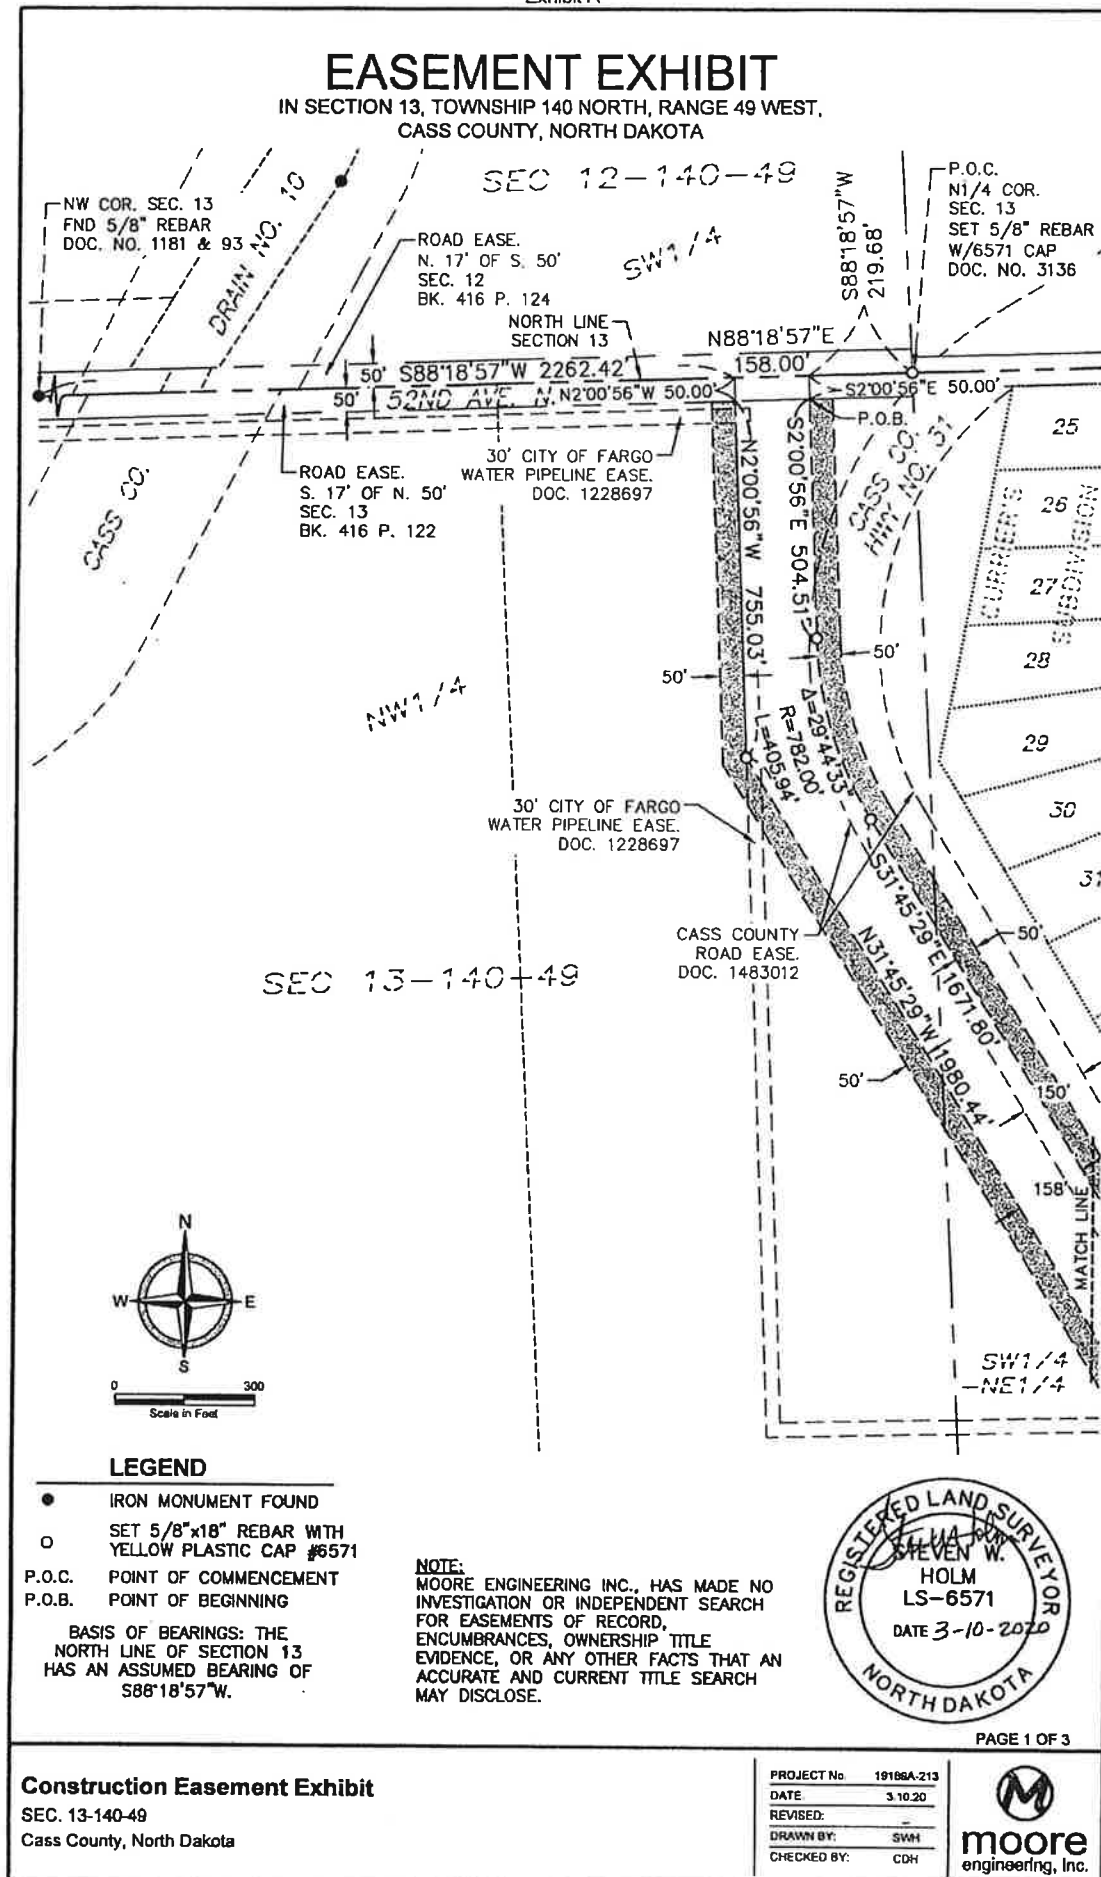 EASEMENT EXHIBIT
IN SECTION 13, TOWNSHIP 140 NORTH, RANGE 49 WEST,
CASS COUNTY, NORTH DAKOTA
NW COR. SEC. 13
FND 5/8" REBAR
DOC. NO. 1181 & 93
DRAIN NO. 10
SEC 12-140-49
SW1/4
ROAD EASE.
N. 17' OF S. 50'
SEC. 12
BK. 416 P. 124
NORTH LINE
SECTION 13
S88°18'57"W
219.68'
P.O.C.
N1/4 COR.
SEC. 13
SET 5/8" REBAR
W/6571 CAP
DOC. NO. 3136
N88°18'57"E
158.00'
50'
S88°18'57"W 2262.42'
50'
52ND AVE. N.
N2°00'56"W 50.00'
S2°00'56"E 50.00'
P.O.B.
CASS CO.
ROAD EASE.
S. 17' OF N. 50'
SEC. 13
BK. 416 P. 122
30' CITY OF FARGO
WATER PIPELINE EASE.
DOC. 1228697
N2°00'56"W 755.03'
S2°00'56"E 504.51'
CASS CO.
HWY NO. 31
CURRIER'S
SUBDIVISION
25
26
27
28
29
30
31
50'
50'
NW1/4
Δ=29°44'33"
R=782.00'
L=405.94'
30' CITY OF FARGO
WATER PIPELINE EASE.
DOC. 1228697
S31°45'29"E 1671.80'
N31°45'29"W 1980.44'
CASS COUNTY
ROAD EASE.
DOC. 1483012
50'
SEC 13-140-49
50'
150'
158'
MATCH LINE
SW1/4
NE1/4
N
W
E
S
0 300
Scale in Feet
LEGEND
IRON MONUMENT FOUND
SET 5/8"x18" REBAR WITH
YELLOW PLASTIC CAP #6571
P.O.C. POINT OF COMMENCEMENT
P.O.B. POINT OF BEGINNING
BASIS OF BEARINGS: THE
NORTH LINE OF SECTION 13
HAS AN ASSUMED BEARING OF
S88°18'57"W.
NOTE:
MOORE ENGINEERING INC., HAS MADE NO
INVESTIGATION OR INDEPENDENT SEARCH
FOR EASEMENTS OF RECORD,
ENCUMBRANCES, OWNERSHIP TITLE
EVIDENCE, OR ANY OTHER FACTS THAT AN
ACCURATE AND CURRENT TITLE SEARCH
MAY DISCLOSE.
REGISTERED LAND SURVEYOR
STEVEN W.
HOLM
LS-6571
DATE 3-10-2020
NORTH DAKOTA
PAGE 1 OF 3
Construction Easement Exhibit
SEC. 13-140-49
Cass County, North Dakota
PROJECT No. 19186A-213
DATE 3.10.20
REVISED: -
DRAWN BY: SWH
CHECKED BY: CDH
moore
engineering, inc.